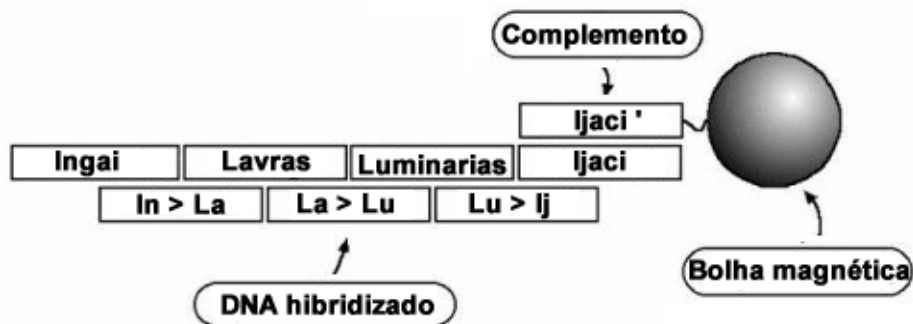 Complemento
Ijaci '
Ingai Lavras Luminarias Ijaci
In > La La > Lu Lu > Ij
Bolha magnética
DNA hibridizado